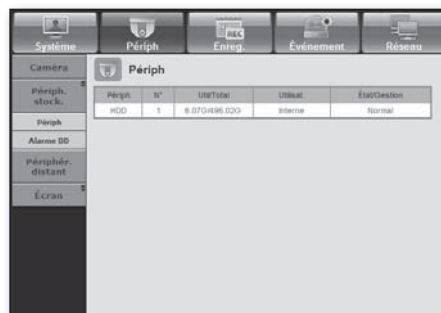 Système Périph Enreg. Événement Réseau
Caméra
Périph. stock.
Périph
Alarme DD
Périphér. distant
Écran
Périph
Périph N° Util/Total Utilisat. État/Gestion
HDD 1 6.07G/496.02G Interne Normal